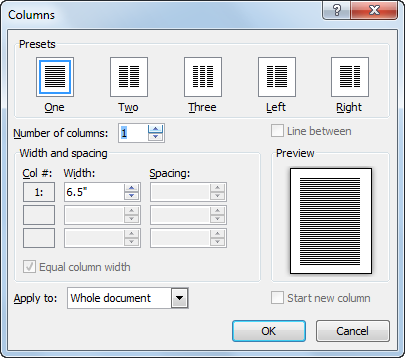 Columns
Presets
One Two Three Left Right
Number of columns: 1 Line between
Width and spacing Preview
Col #: Width: Spacing:
1: 6.5"
Equal column width
Apply to: Whole document Start new column
OK Cancel